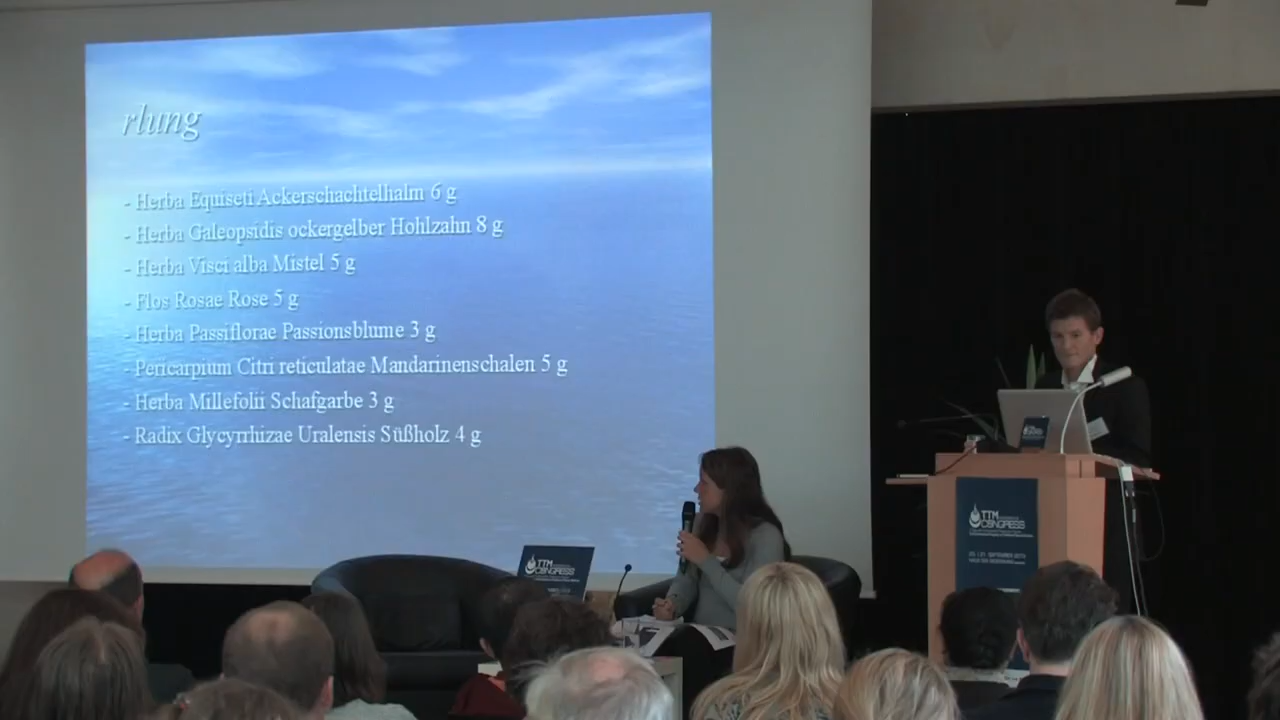 rlung
- Herba Equiseti Ackerschachtelhalm 6 g
- Herba Galeopsidis ockergelber Hohlzahn 8 g
- Herba Visci alba Mistel 5 g
- Flos Rosae Rose 5 g
- Herba Passiflorae Passionsblume 3 g
- Pericarpium Citri reticulatae Mandarinenschalen 5 g
- Herba Millefolii Schafgarbe 3 g
- Radix Glycyrrhizae Uralensis Süßholz 4 g
TTM
CONGRESS
TTM
CONGRESS